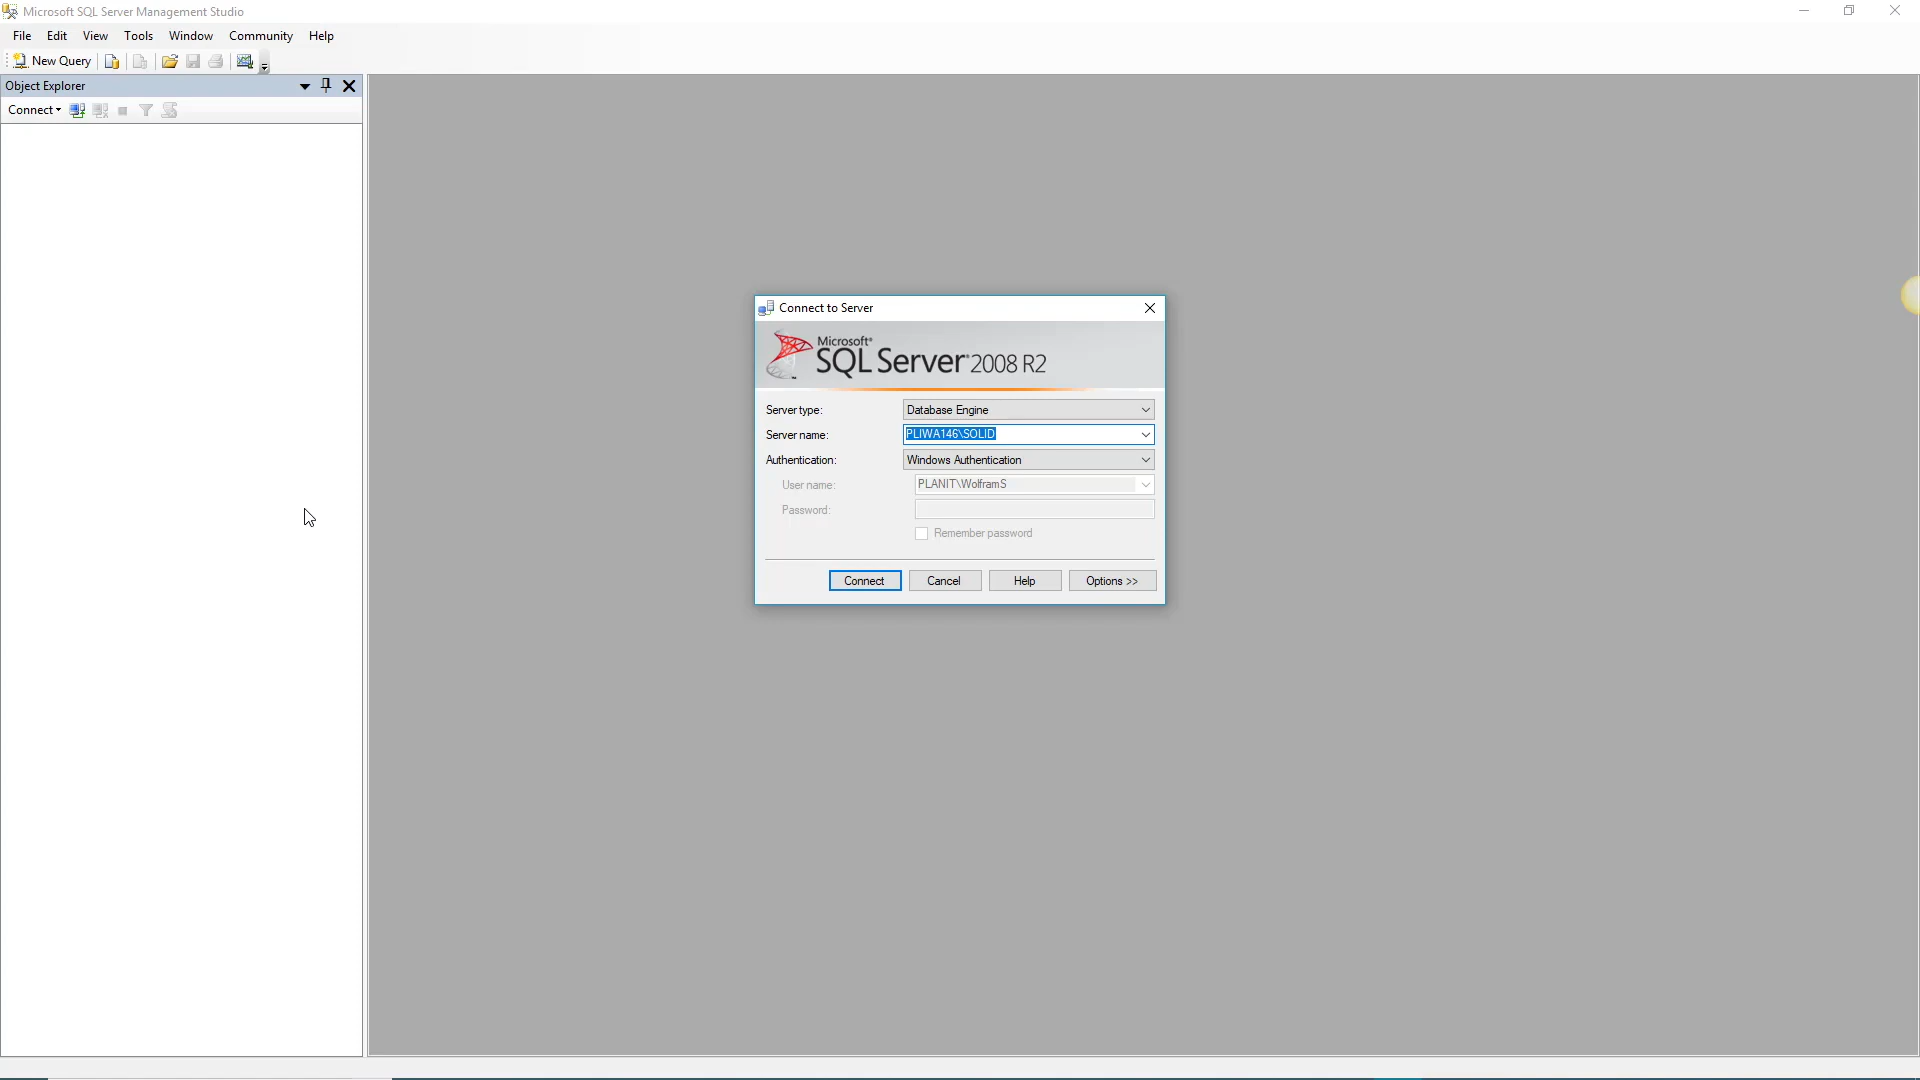 Microsoft SQL Server Management Studio
File Edit View Tools Window Community Help
New Query
Object Explorer
Connect
Connect to Server
Microsoft®
SQL Server® 2008 R2
Server type: Database Engine
Server name: PLIWA146\SOLID
Authentication: Windows Authentication
User name: PLANIT\WolframS
Password:
Remember password
Connect Cancel Help Options >>